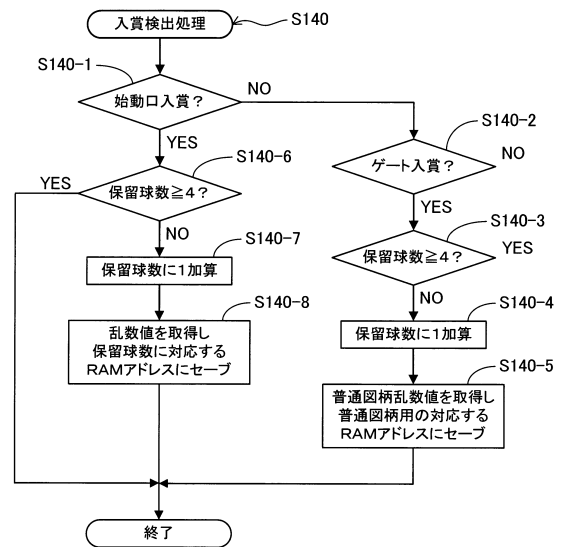 入賞検出処理
S140
S140-1
始動口入賞?
NO
YES
S140-2
ゲート入賞?
NO
YES
S140-6
保留球数≧4?
YES
NO
S140-3
保留球数≧4?
YES
NO
S140-7
保留球数に1加算
S140-4
保留球数に1加算
S140-8
乱数値を取得し
保留球数に対応する
RAMアドレスにセーブ
S140-5
普通図柄乱数値を取得し
普通図柄用の対応する
RAMアドレスにセーブ
終了